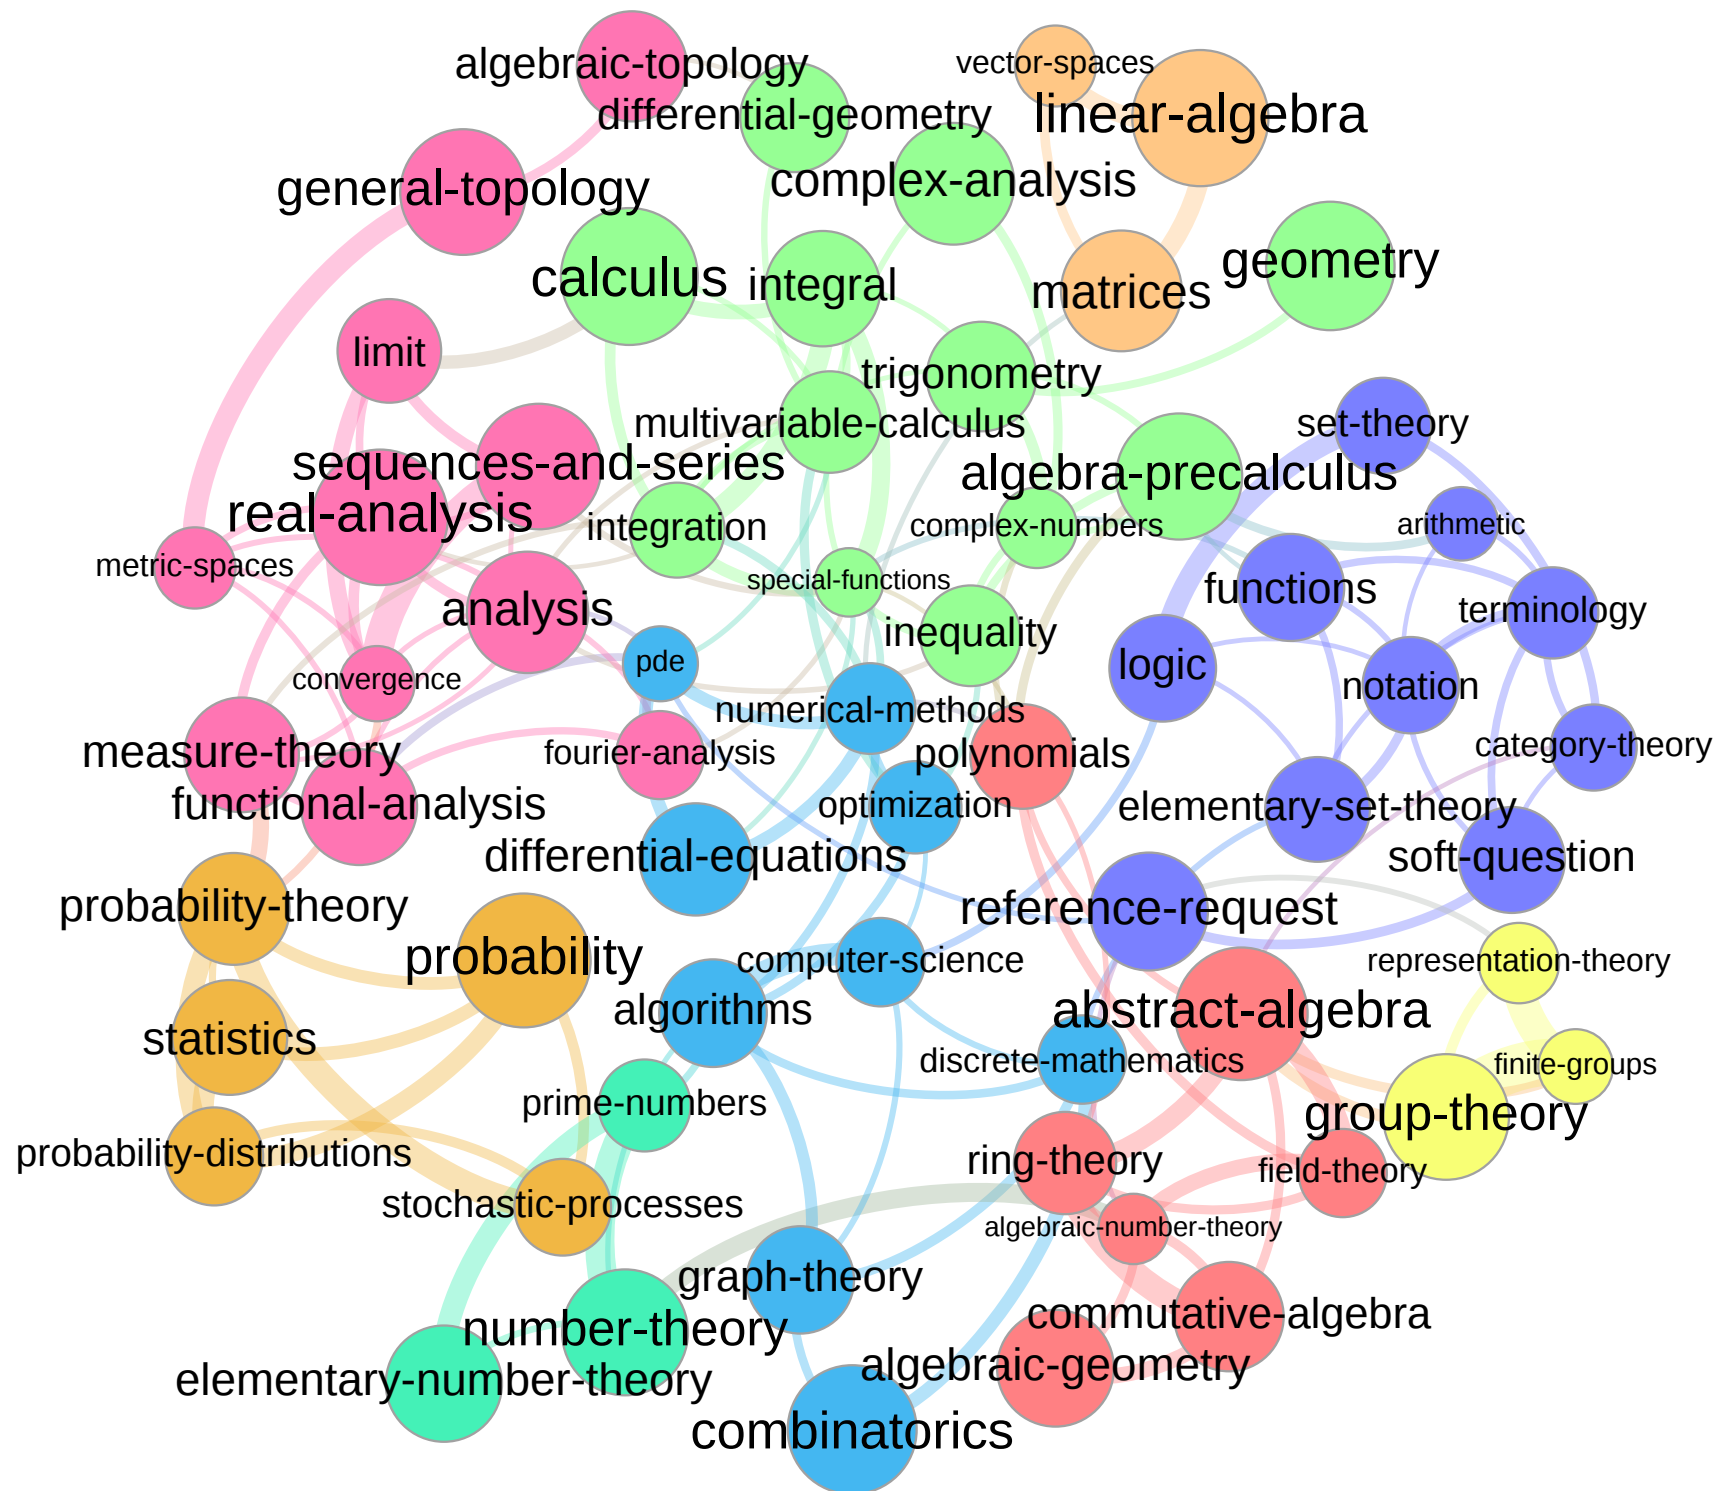 algebraic-topology
vector-spaces
differential-geometry
linear-algebra
general-topology
complex-analysis
calculus
integral
matrices
geometry
limit
trigonometry
multivariable-calculus
set-theory
sequences-and-series
algebra-precalculus
real-analysis
integration
complex-numbers
arithmetic
metric-spaces
special-functions
functions
analysis
inequality
terminology
convergence
pde
logic
notation
numerical-methods
measure-theory
fourier-analysis
polynomials
category-theory
functional-analysis
optimization
elementary-set-theory
differential-equations
soft-question
probability-theory
reference-request
probability
computer-science
representation-theory
statistics
algorithms
abstract-algebra
discrete-mathematics
finite-groups
prime-numbers
group-theory
probability-distributions
ring-theory
field-theory
stochastic-processes
algebraic-number-theory
graph-theory
number-theory
commutative-algebra
elementary-number-theory
algebraic-geometry
combinatorics